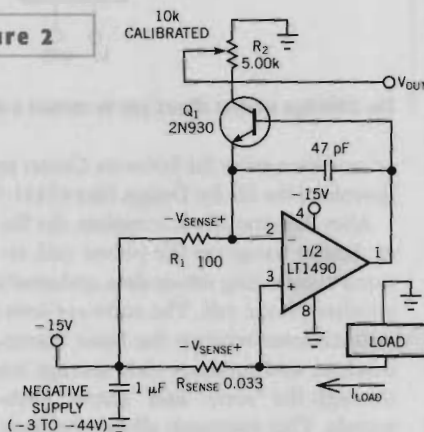 ure 2
10k
CALIBRATED
R2
5.00k
VOUT
Q1
2N930
47 pF
15V
4
−VSENSE+
2
−
1/2
LT1490
1
R1 100
3
+
8
−15V
−VSENSE+
LOAD
NEGATIVE
SUPPLY
(−3 TO −44V)
1 µF
RSENSE 0.033
ILOAD